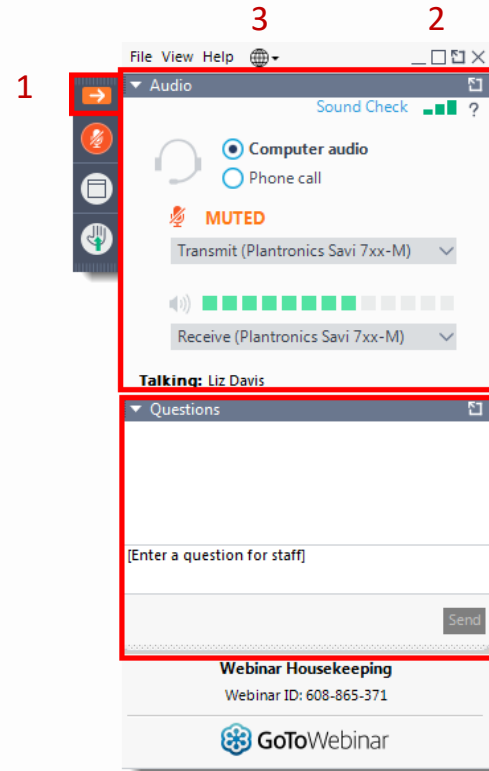 3 2
1
File View Help
Audio
Sound Check ?
Computer audio
Phone call
MUTED
Transmit (Plantronics Savi 7xx-M)
Receive (Plantronics Savi 7xx-M)
Talking: Liz Davis
Questions
[Enter a question for staff]
Send
Webinar Housekeeping
Webinar ID: 608-865-371
GoToWebinar